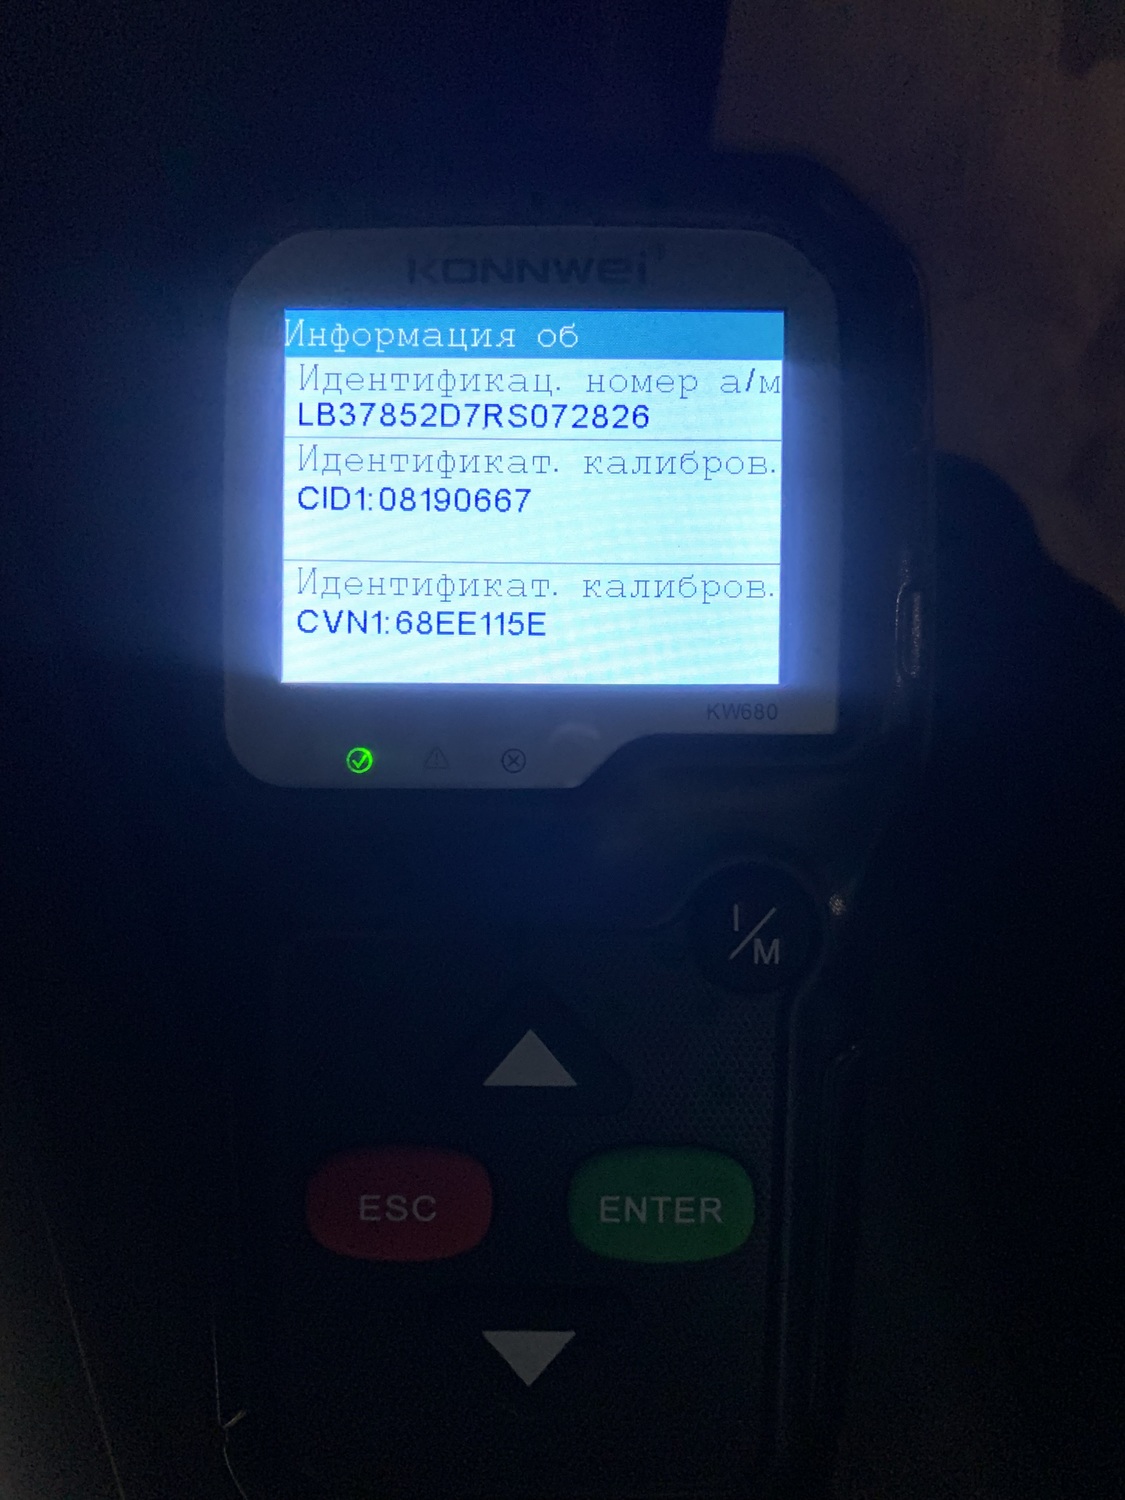 KONNWEI
Информация об
Идентификац. номер а/м
LB37852D7RS072826
Идентификат. калибров.
CID1:08190667
Идентификат. калибров.
CVN1:68EE115E
KW680
I/M
ESC
ENTER